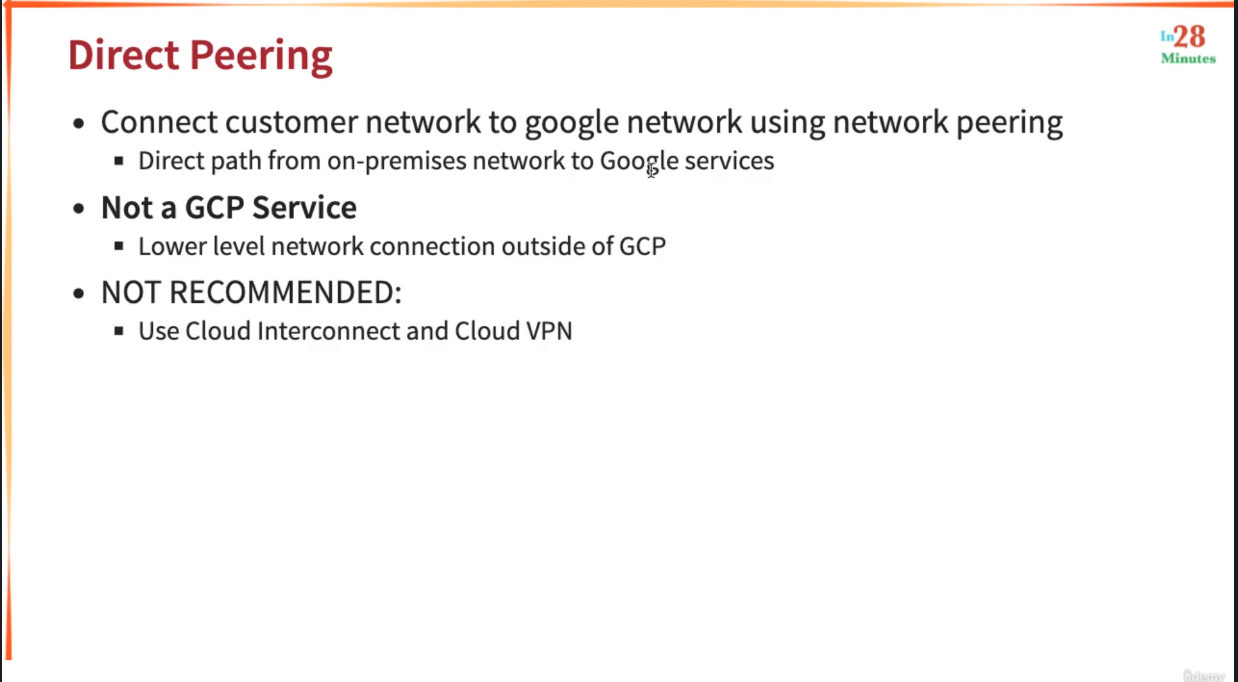 Direct Peering
In28
Minutes
• Connect customer network to google network using network peering
▪ Direct path from on-premises network to Google services
• Not a GCP Service
▪ Lower level network connection outside of GCP
• NOT RECOMMENDED:
▪ Use Cloud Interconnect and Cloud VPN
ûdemy